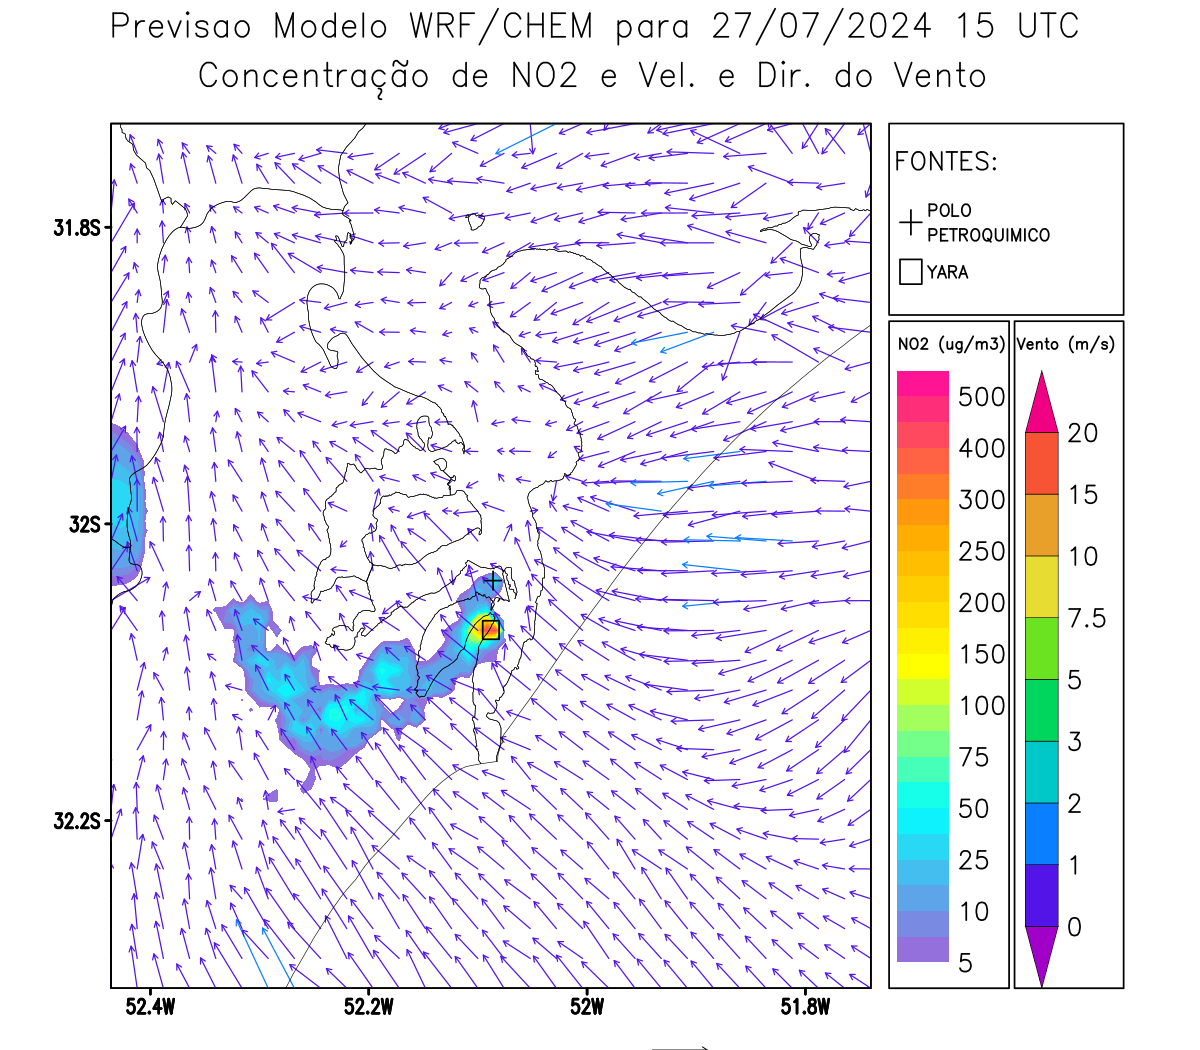 Previsao Modelo WRF/CHEM para 27/07/2024 15 UTC
Concentração de NO2 e Vel. e Dir. do Vento
FONTES:
POLO
PETROQUIMICO
YARA
NO2 (ug/m3)
500
400
300
250
200
150
100
75
50
25
10
5
Vento (m/s)
20
15
10
7.5
5
3
2
1
0
31.8S
32S
32.2S
52.4W
52.2W
52W
51.8W